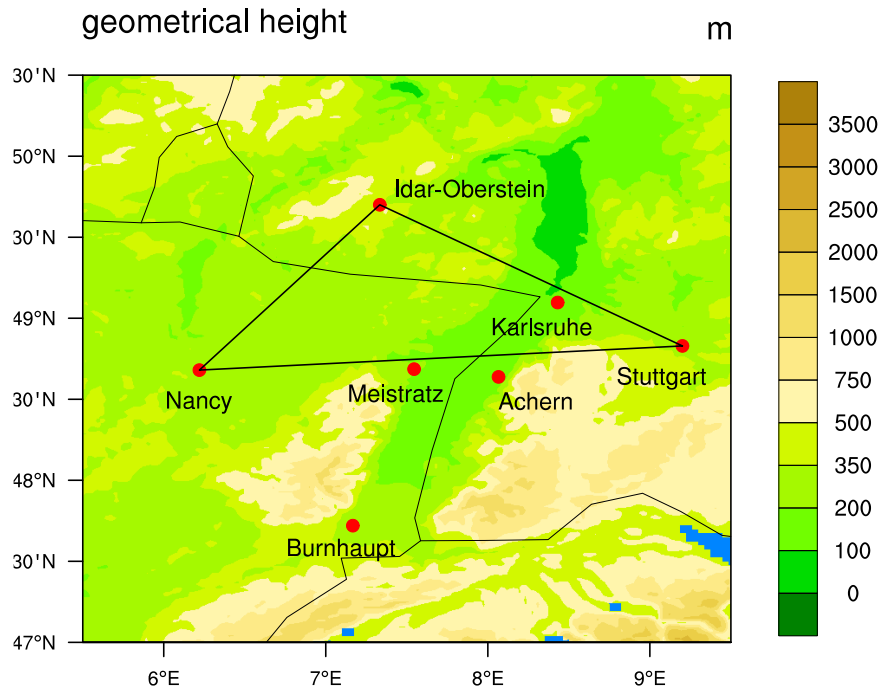 geometrical height m
30'N
50°N
30'N
49°N
30'N
48°N
30'N
47°N
6°E 7°E 8°E 9°E
Idar-Oberstein
Karlsruhe
Stuttgart
Nancy
Meistratz
Achern
Burnhaupt
3500
3000
2500
2000
1500
1000
750
500
350
200
100
0